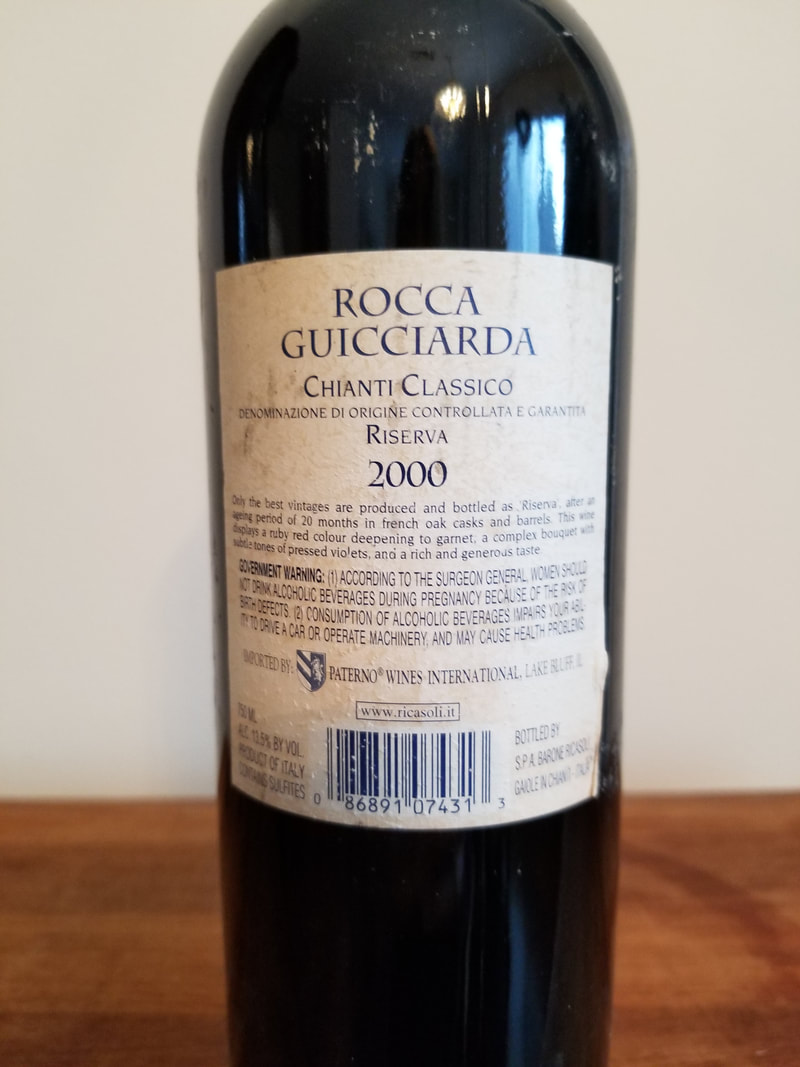 ROCCA
GUICCIARDA
CHIANTI CLASSICO
DENOMINAZIONE DI ORIGINE CONTROLLATA E GARANTITA
RISERVA
2000
Only the best vintages are produced and bottled as "Riserva" after an
ageing period of 20 months in french oak casks and barrels. This wine
displays a ruby red colour deepening to garnet, a complex bouquet with
subtle tones of pressed violets, and a rich and generous taste.
GOVERNMENT WARNING: (1) ACCORDING TO THE SURGEON GENERAL, WOMEN SHOULD
NOT DRINK ALCOHOLIC BEVERAGES DURING PREGNANCY BECAUSE OF THE RISK OF
BIRTH DEFECTS. (2) CONSUMPTION OF ALCOHOLIC BEVERAGES IMPAIRS YOUR ABIL-
ITY TO DRIVE A CAR OR OPERATE MACHINERY, AND MAY CAUSE HEALTH PROBLEMS.
IMPORTED BY: PATERNO® WINES INTERNATIONAL, LAKE BLUFF, IL
www.ricasoli.it
750 ML
ALC. 13,5% BY VOL.
PRODUCT OF ITALY
CONTAINS SULFITES
0 86891 07431 3
BOTTLED BY
S.P.A. BARONE RICASOLI
GAIOLE IN CHIANTI - ITALIA